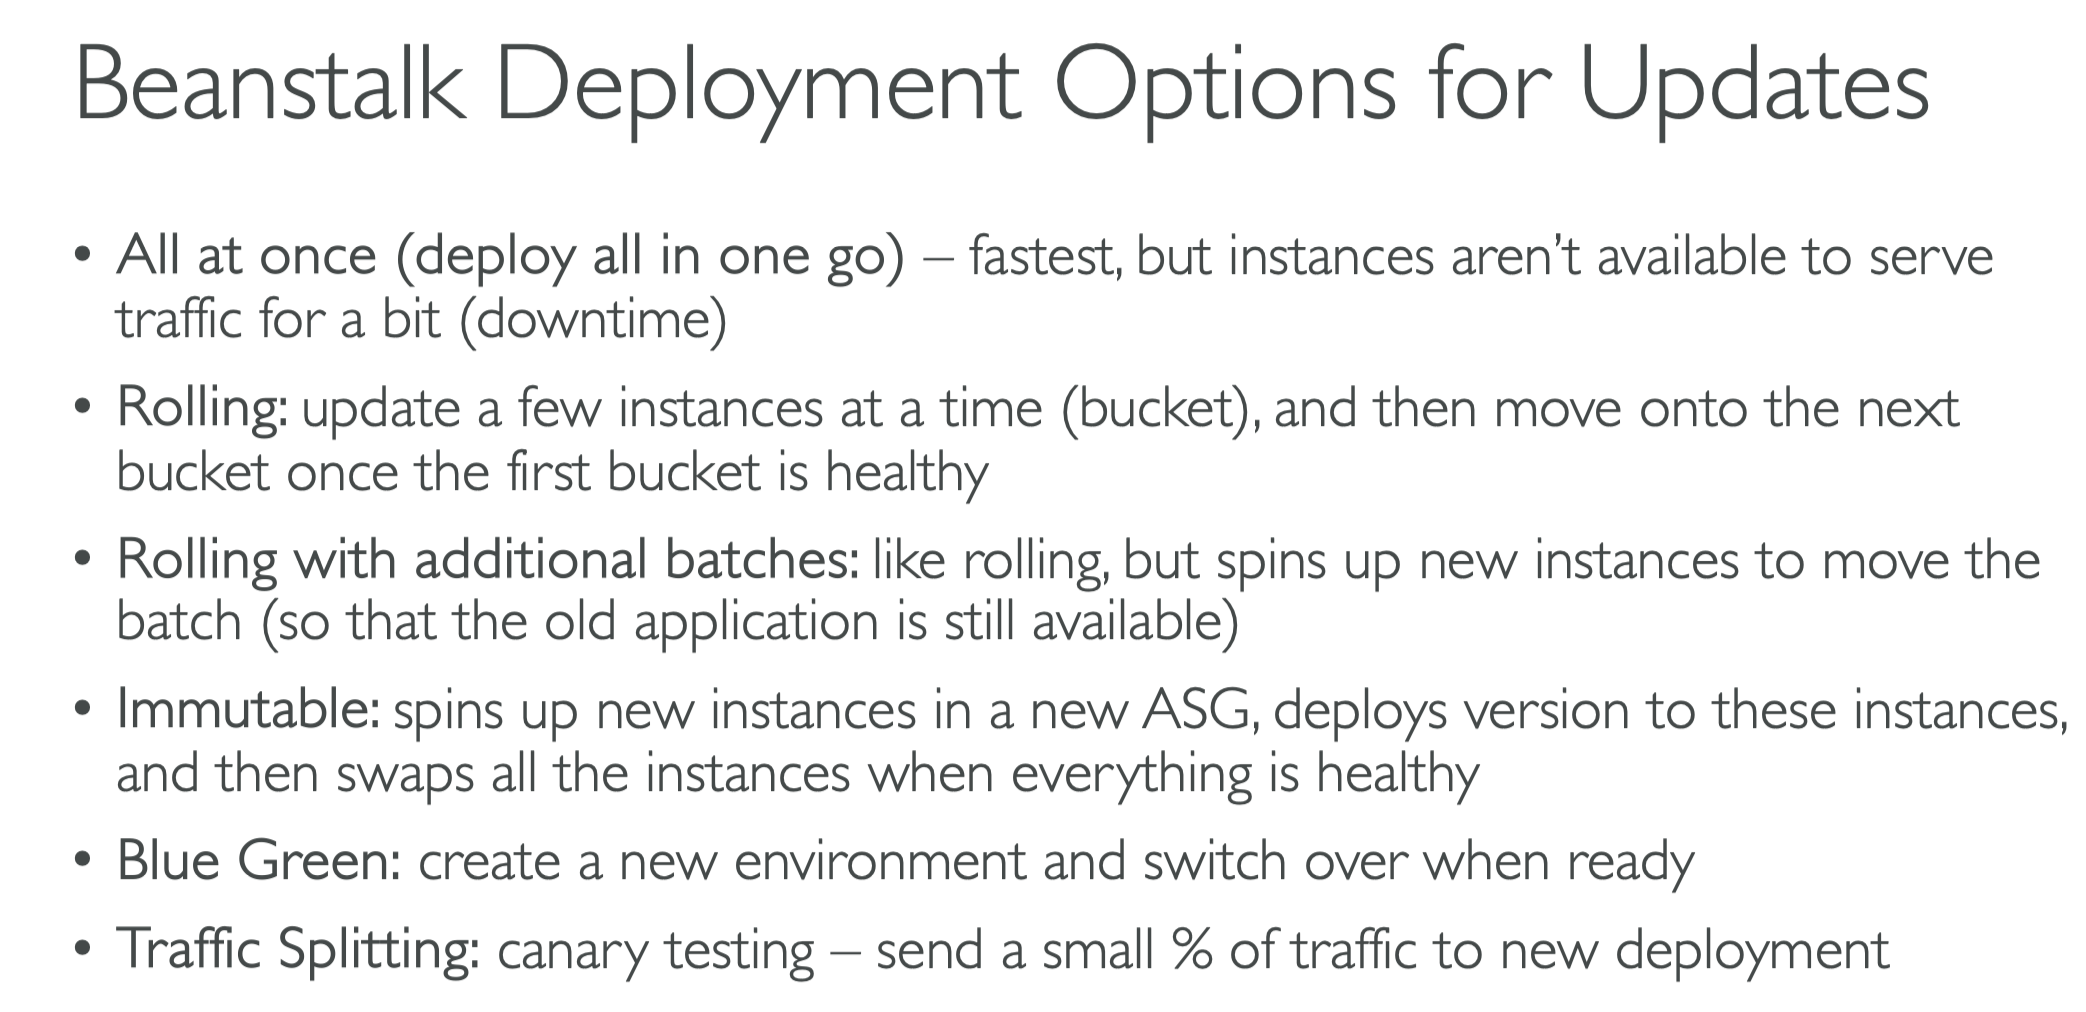 Beanstalk Deployment Options for Updates
• All at once (deploy all in one go) – fastest, but instances aren’t available to serve
traffic for a bit (downtime)
• Rolling: update a few instances at a time (bucket), and then move onto the next
bucket once the first bucket is healthy
• Rolling with additional batches: like rolling, but spins up new instances to move the
batch (so that the old application is still available)
• Immutable: spins up new instances in a new ASG, deploys version to these instances,
and then swaps all the instances when everything is healthy
• Blue Green: create a new environment and switch over when ready
• Traffic Splitting: canary testing – send a small % of traffic to new deployment